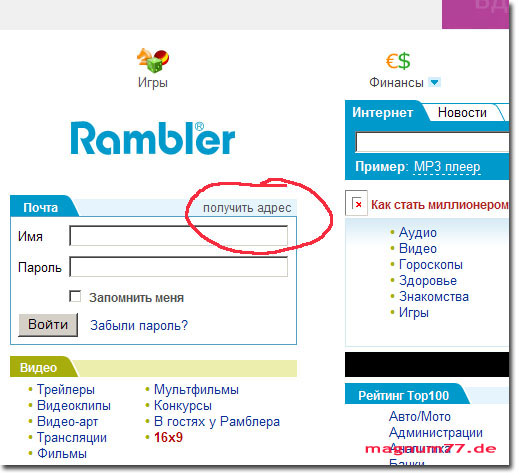 Игры
Финансы
Rambler®
Интернет Новости
Пример: MP3 плеер
Как стать миллионером
Почта получить адрес
Имя
Пароль
Запомнить меня
Войти Забыли пароль?
Аудио
Видео
Гороскопы
Здоровье
Знакомства
Игры
Видео
Трейлеры
Видеоклипы
Видео-арт
Трансляции
Фильмы
Мультфильмы
Конкурсы
В гостях у Рамблера
16x9
Рейтинг Top100
Авто/Мото
Администрации
Аналитика
Банки
magnum77.de